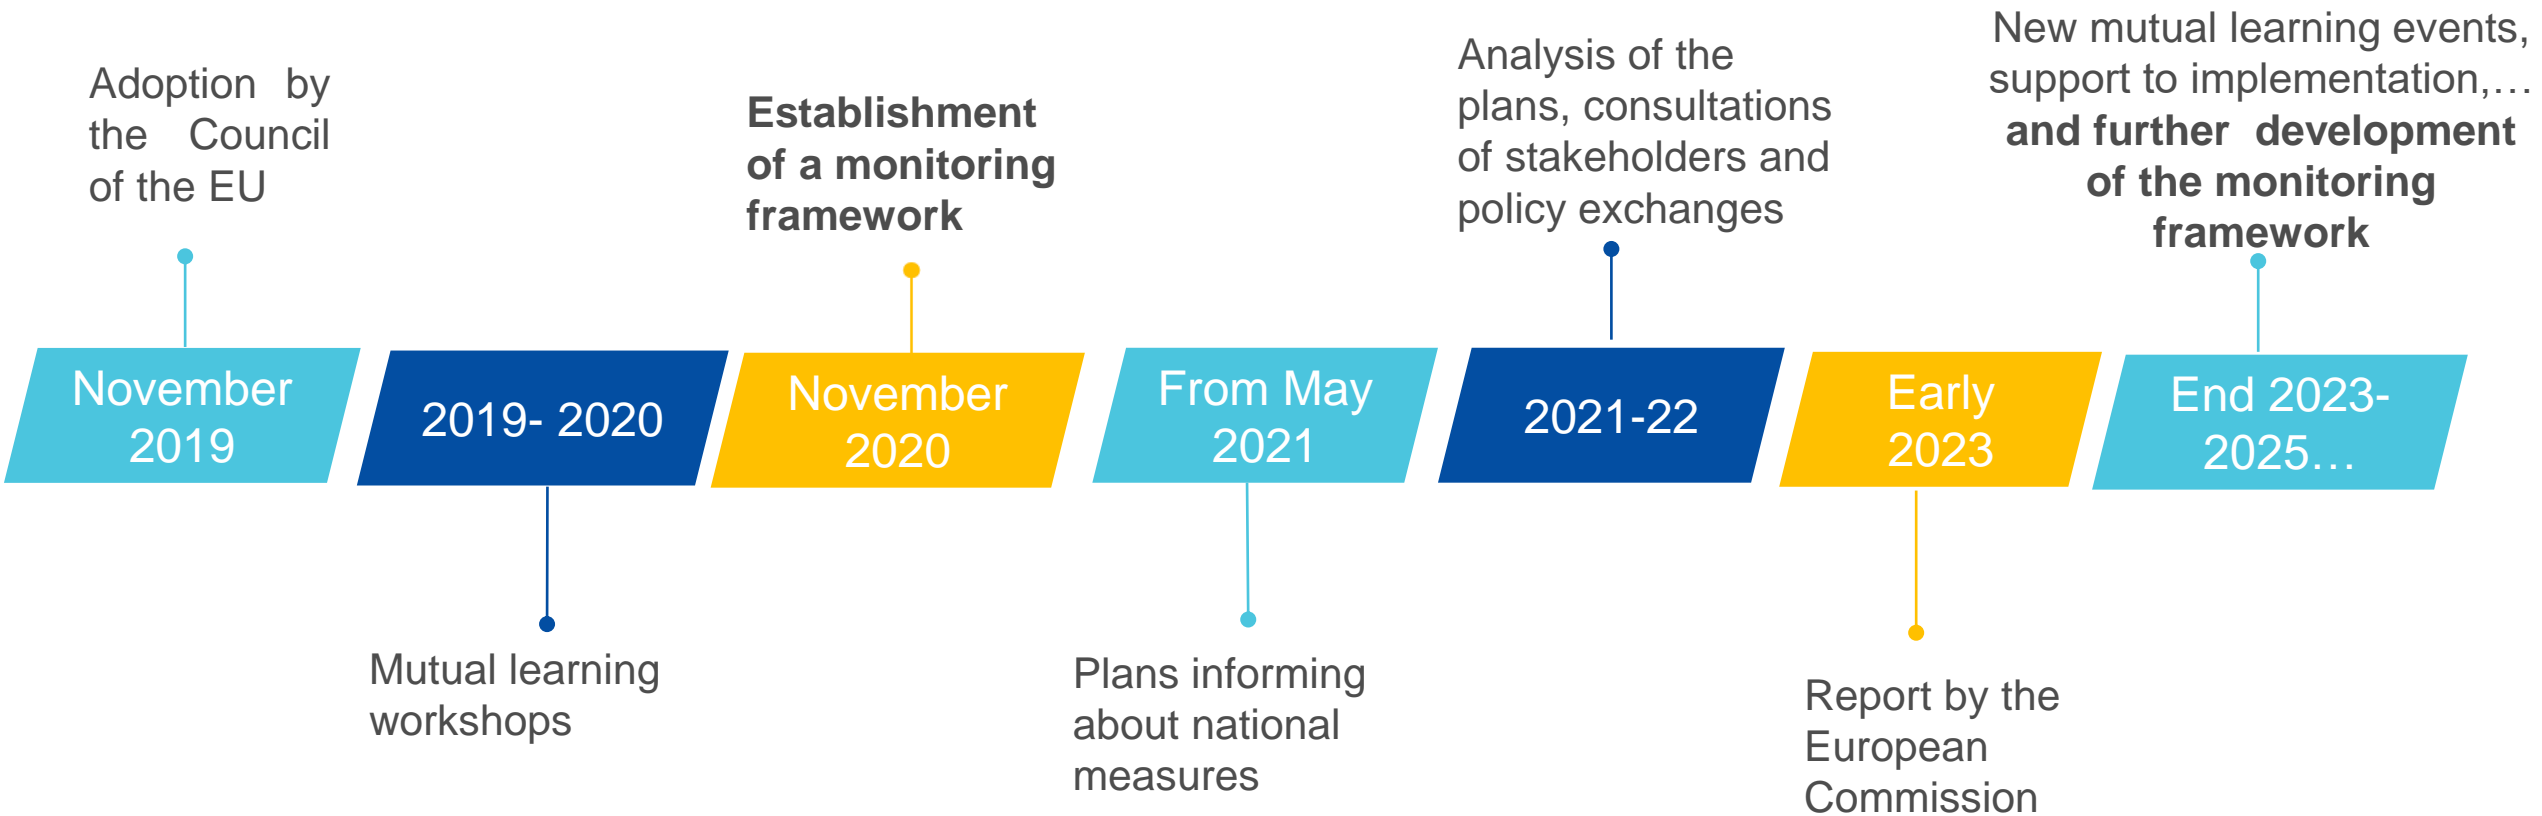 Adoption by
the Council
of the EU
Establishment
of a monitoring
framework
Analysis of the
plans, consultations
of stakeholders and
policy exchanges
New mutual learning events,
support to implementation,…
and further development
of the monitoring
framework
November
2019
2019- 2020
November
2020
From May
2021
2021-22
Early
2023
End 2023-
2025…
Mutual learning
workshops
Plans informing
about national
measures
Report by the
European
Commission